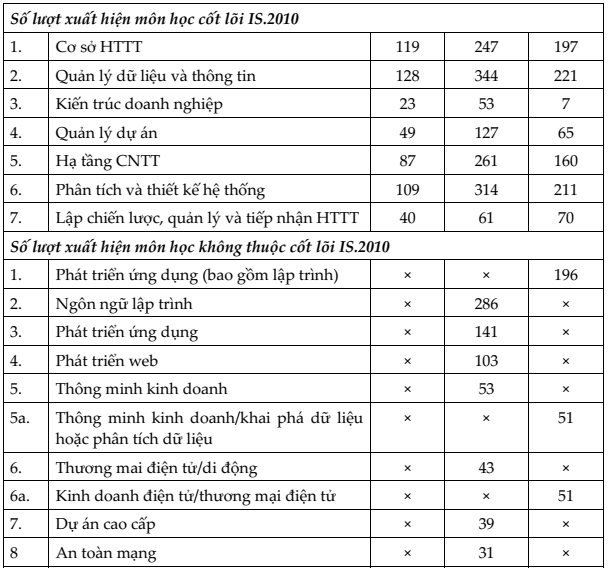 Số lượt xuất hiện môn học cốt lõi IS.2010
1. Cơ sở HTTT 119 247 197
2. Quản lý dữ liệu và thông tin 128 344 221
3. Kiến trúc doanh nghiệp 23 53 7
4. Quản lý dự án 49 127 65
5. Hạ tầng CNTT 87 261 160
6. Phân tích và thiết kế hệ thống 109 314 211
7. Lập chiến lược, quản lý và tiếp nhận HTTT 40 61 70
Số lượt xuất hiện môn học không thuộc cốt lõi IS.2010
1. Phát triển ứng dụng (bao gồm lập trình) × × 196
2. Ngôn ngữ lập trình × 286 ×
3. Phát triển ứng dụng × 141 ×
4. Phát triển web × 103 ×
5. Thông minh kinh doanh × 53 ×
5a. Thông minh kinh doanh/khai phá dữ liệu × × 51
hoặc phân tích dữ liệu
6. Thương mai điện tử/di động × 43 ×
6a. Kinh doanh điện tử/thương mại điện tử × × 51
7. Dự án cao cấp × 39 ×
8 An toàn mạng × 31 ×